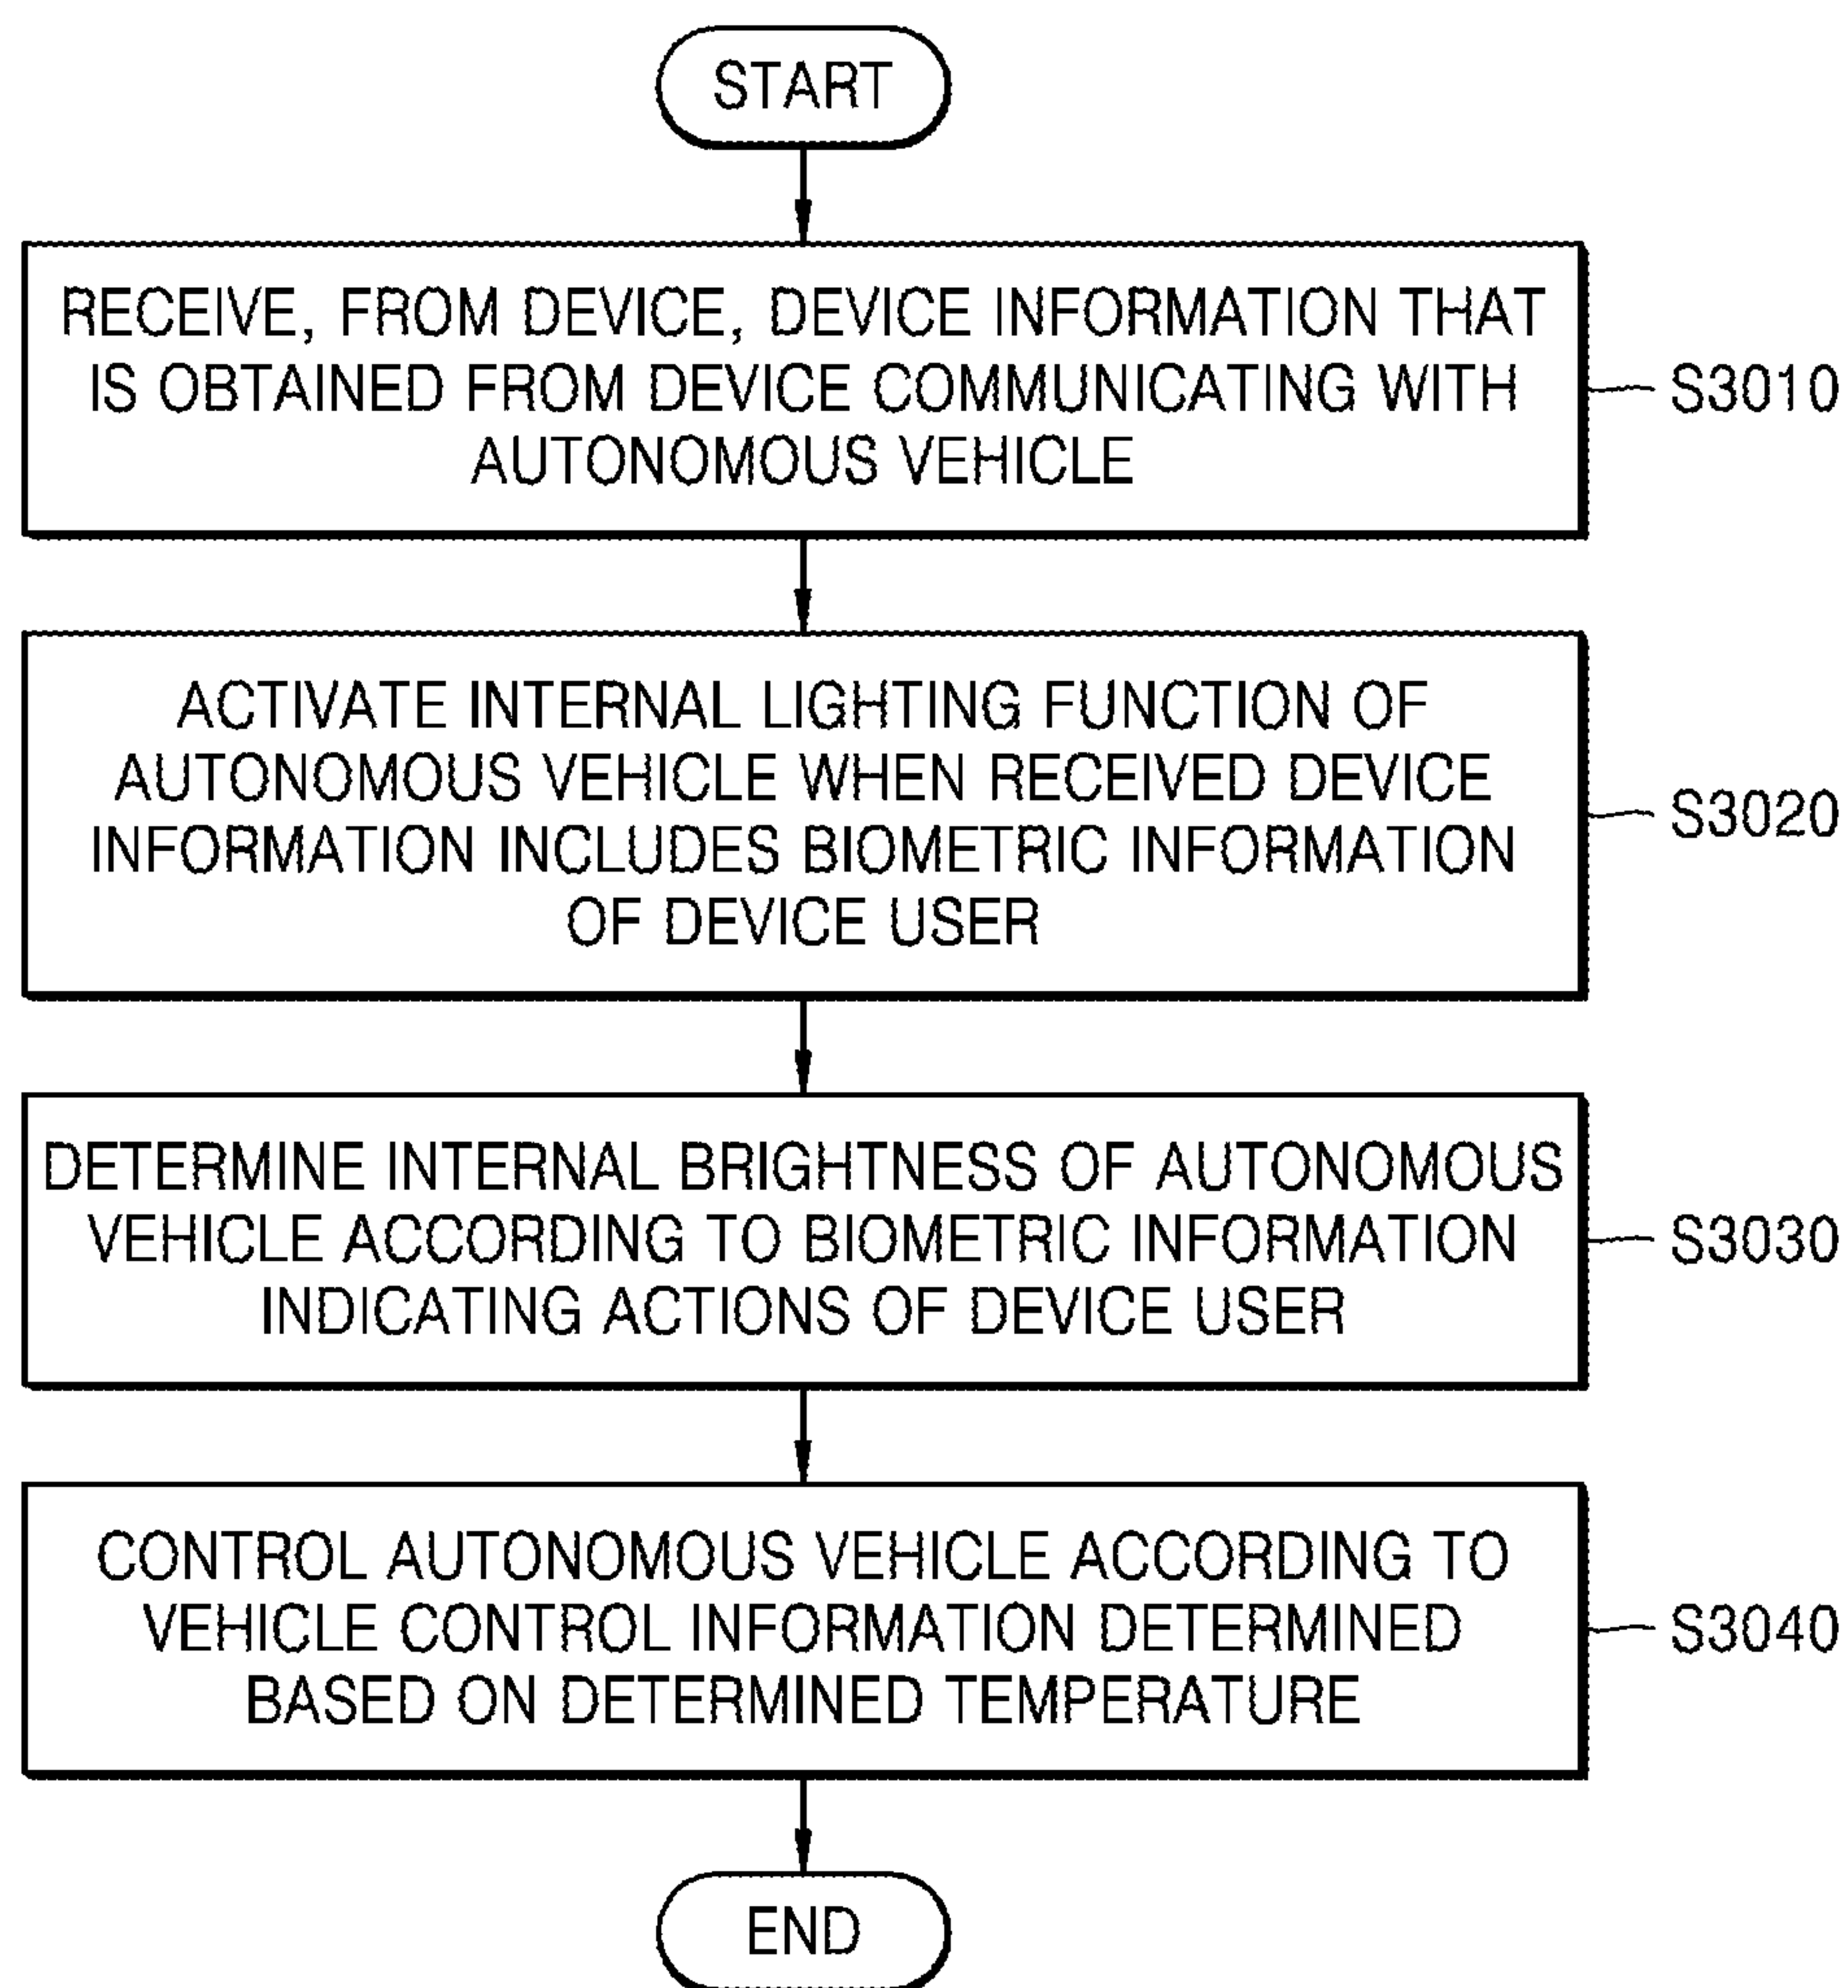 START
RECEIVE, FROM DEVICE, DEVICE INFORMATION THAT
IS OBTAINED FROM DEVICE COMMUNICATING WITH
AUTONOMOUS VEHICLE
S3010
ACTIVATE INTERNAL LIGHTING FUNCTION OF
AUTONOMOUS VEHICLE WHEN RECEIVED DEVICE
INFORMATION INCLUDES BIOMETRIC INFORMATION
OF DEVICE USER
S3020
DETERMINE INTERNAL BRIGHTNESS OF AUTONOMOUS
VEHICLE ACCORDING TO BIOMETRIC INFORMATION
INDICATING ACTIONS OF DEVICE USER
S3030
CONTROL AUTONOMOUS VEHICLE ACCORDING TO
VEHICLE CONTROL INFORMATION DETERMINED
BASED ON DETERMINED TEMPERATURE
S3040
END